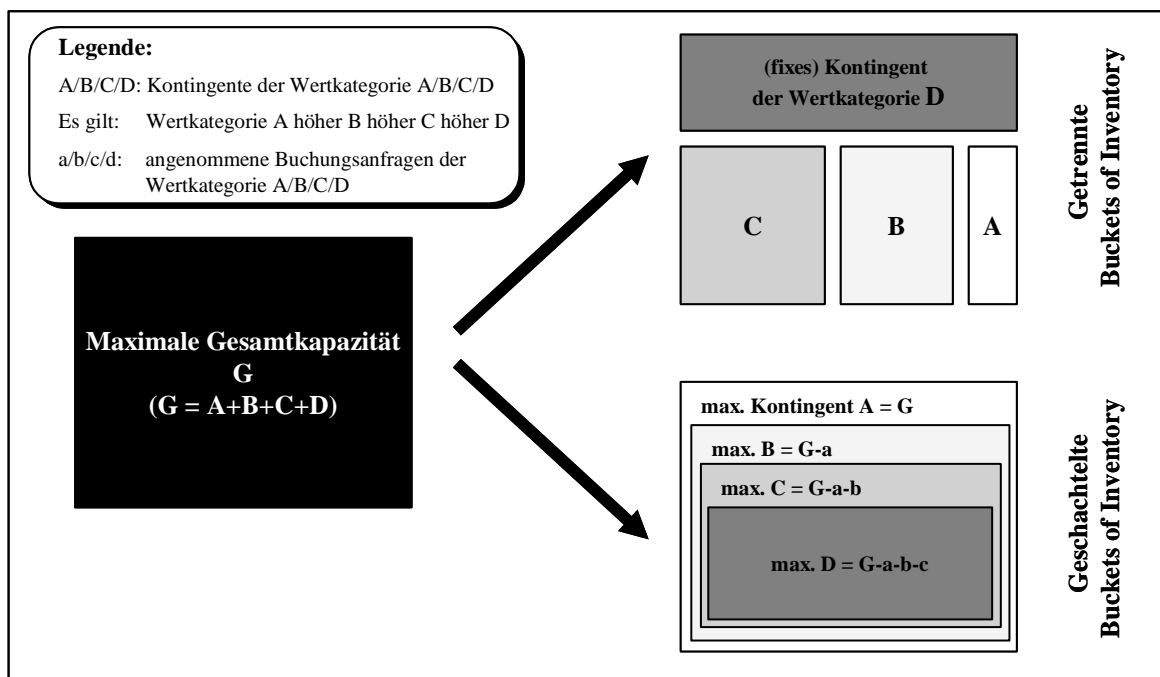 Legende:
A/B/C/D: Kontingente der Wertkategorie A/B/C/D
Es gilt: Wertkategorie A höher B höher C höher D
a/b/c/d: angenommene Buchungsanfragen der
Wertkategorie A/B/C/D
Maximale Gesamtkapazität
G
(G = A+B+C+D)
(fixes) Kontingent
der Wertkategorie D
C
B
A
Getrennte
Buckets of Inventory
max. Kontingent A = G
max. B = G-a
max. C = G-a-b
max. D = G-a-b-c
Geschachtelte
Buckets of Inventory